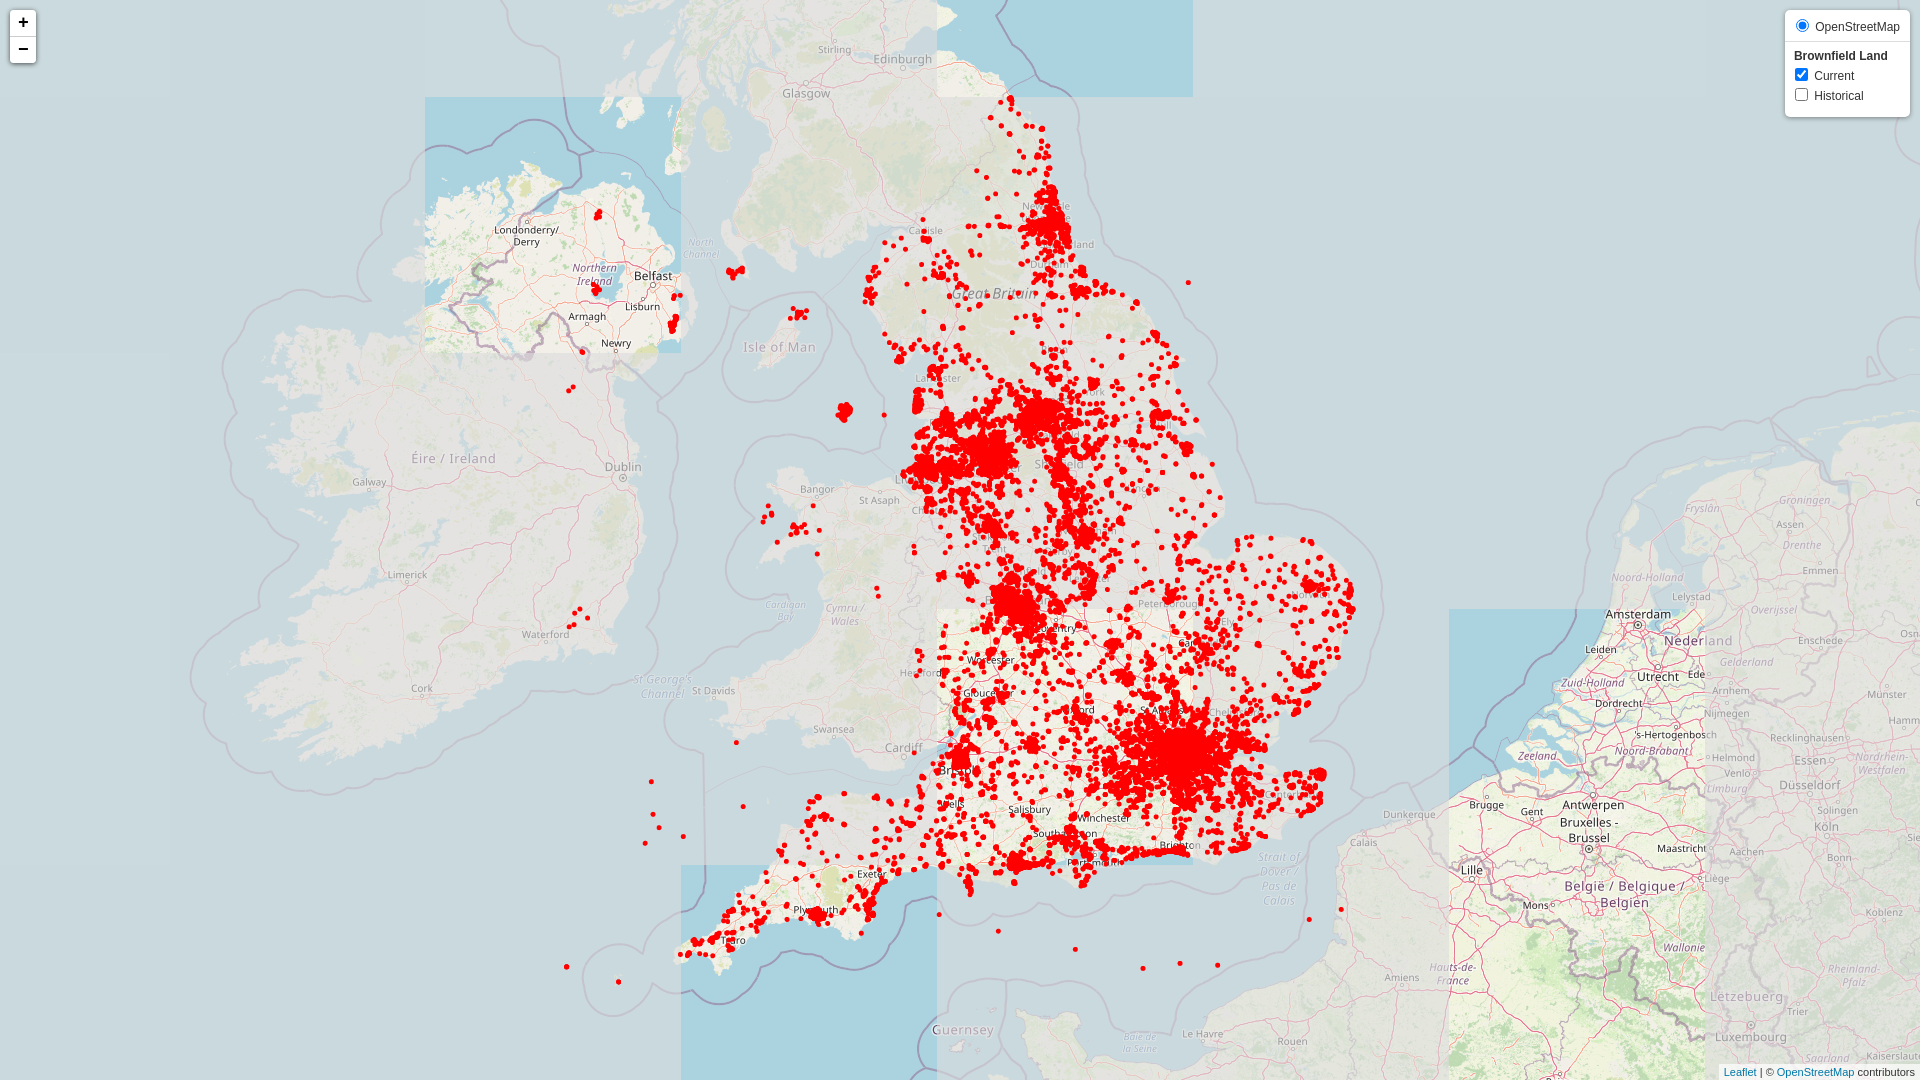 +
−
OpenStreetMap
Brownfield Land
Current
Historical
Stirling
Edinburgh
Glasgow
Londonderry/
Derry
Northern
Ireland
Belfast
Lisburn
Armagh
Newry
North
Channel
Isle of Man
Carlisle
Great Britain
Éire / Ireland
Dublin
Galway
Limerick
Waterford
Cork
Bangor
St Asaph
Cardigan
Bay
Cymru /
Wales
St George's
Channel
St Davids
Swansea
Cardiff
Worcester
Peterborough
Salisbury
Winchester
Exeter
Plymouth
Truro
Guernsey
Strait of
Dover /
Pas de
Calais
Calais
Dunkerque
Amiens
Hauts-de-
France
Le Havre
Rouen
Baie de
la Seine
Groningen
Fryslân
Assen
Drenthe
Emmen
Noord-Holland
Lelystad
Amsterdam
Overijssel
Leiden
Nederland
Enschede
Gelderland
Utrecht
Ede
Arnhem
Zuid-Holland
Dordrecht
Nijmegen
Münster
's-Hertogenbosch
Noord-Brabant
Zeeland
Helmond
Venlo
Limburg
Recklinghausen
Essen
Düsseldorf
Nordrhein-
Westfalen
Solingen
Köln
Brugge
Gent
Antwerpen
Bruxelles -
Brussel
Maastricht
Aachen
Bonn
Lille
Liège
België / Belgique /
Belgien
Mons
Wallonie
Koblenz
Rheinland-
Pfalz
Lëtzebuerg
Trier
Luxembourg
Saarland
Kaiserslautern
Leaflet | © OpenStreetMap contributors